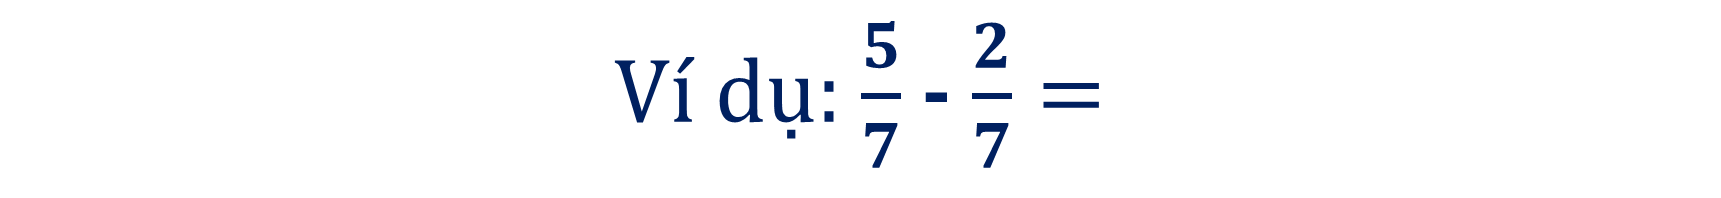 Ví dụ: 5/7 - 2/7 =